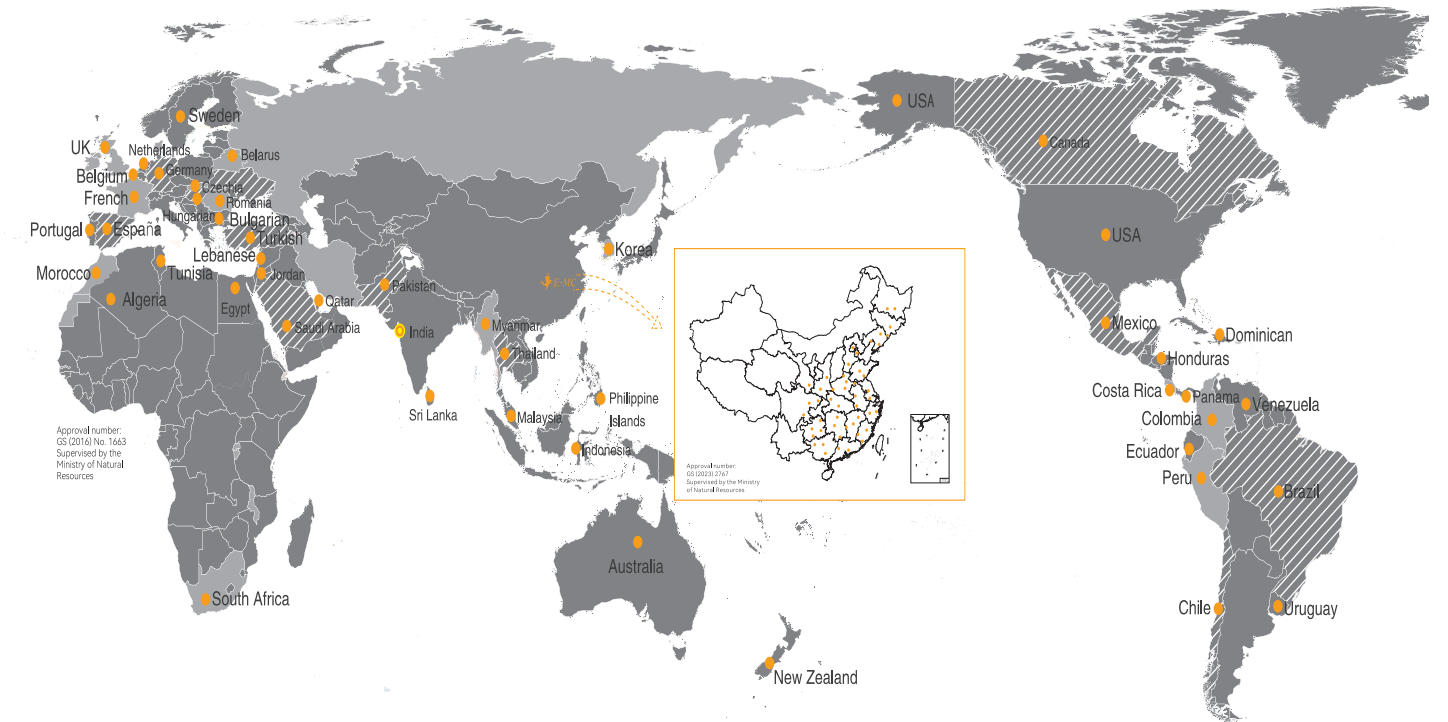 Sweden
USA
UK
Netherlands
Belarus
Canada
Belgium
Germany
Czechia
French
Romania
Hungarian
Bulgarian
Portugal
España
Turkish
USA
Korea
Lebanese
Morocco
Tunisia
Jordan
E·MC
Pakistan
Algeria
Egypt
Qatar
Saudi Arabia
India
Myanmar
Mexico
Dominican
Thailand
Honduras
Sri Lanka
Philippine
Islands
Costa Rica
Panama
Venezuela
Malaysia
Colombia
Approval number:
GS (2016) No. 1663
Supervised by the
Ministry of Natural
Resources
Indonesia
Ecuador
Approval number:
GS (2023) 2767
Supervised by the Ministry
of Natural Resources
Peru
Brazil
Australia
South Africa
Chile
Uruguay
New Zealand